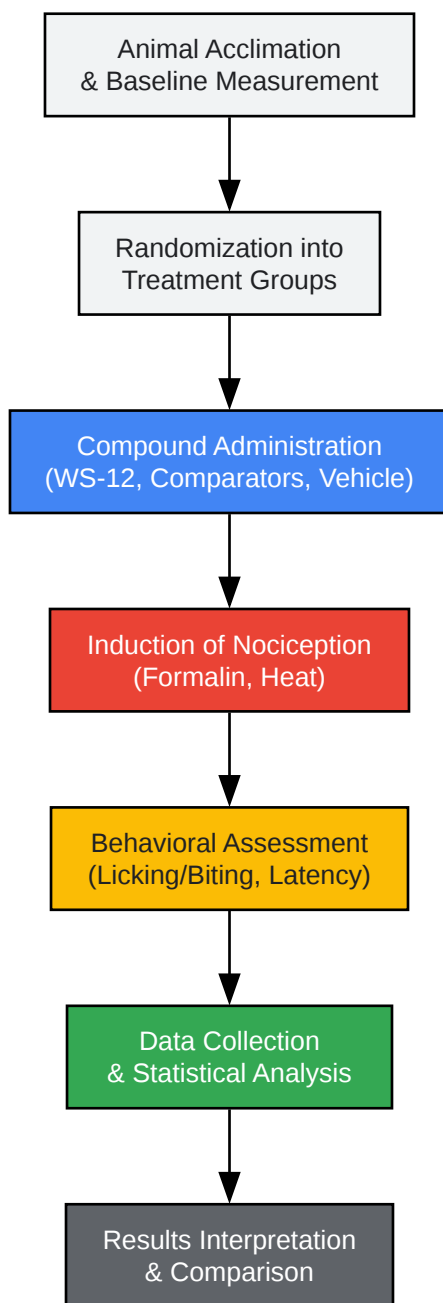 Animal Acclimation
& Baseline Measurement
Randomization into
Treatment Groups
Compound Administration
(WS-12, Comparators, Vehicle)
Induction of Nociception
(Formalin, Heat)
Behavioral Assessment
(Licking/Biting, Latency)
Data Collection
& Statistical Analysis
Results Interpretation
& Comparison